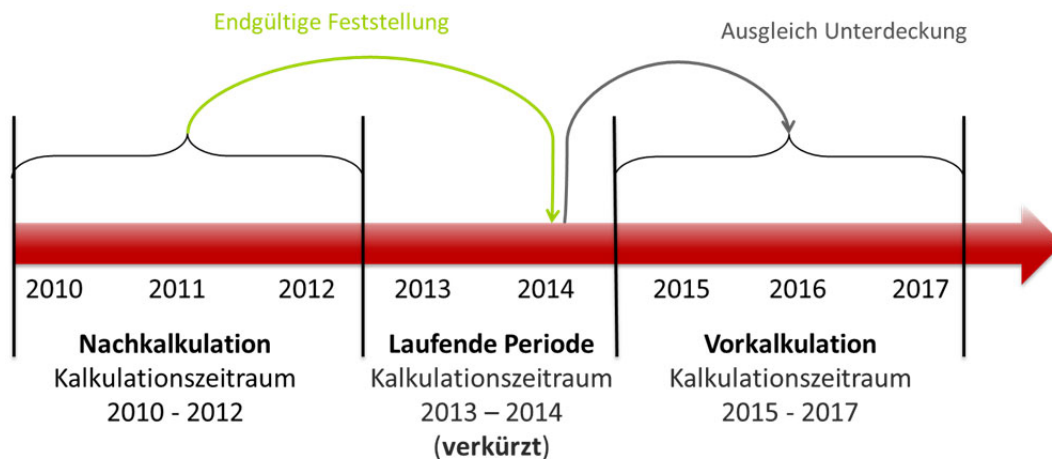 Endgültige Feststellung
Ausgleich Unterdeckung
2010 2011 2012 2013 2014 2015 2016 2017
Nachkalkulation
Kalkulationszeitraum
2010 - 2012
Laufende Periode
Kalkulationszeitraum
2013 – 2014
(verkürzt)
Vorkalkulation
Kalkulationszeitraum
2015 - 2017